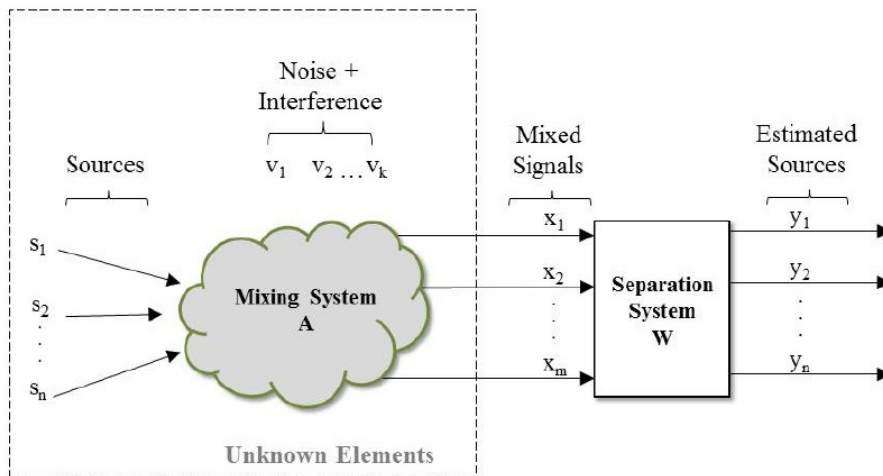 Noise +
Interference
v₁ v₂ ... vₖ
Sources
s₁
s₂
.
.
.
sₙ
Mixing System
A
Unknown Elements
Mixed
Signals
x₁
x₂
.
.
.
xₘ
Separation
System
W
Estimated
Sources
y₁
y₂
.
.
.
yₙ